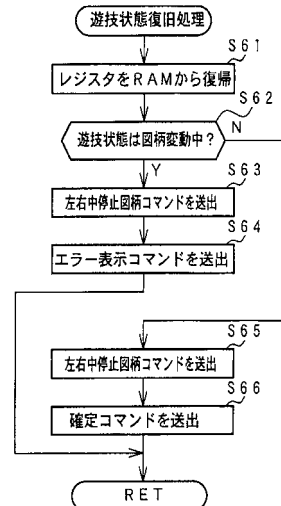 遊技状態復旧処理
S61
レジスタをRAMから復帰
S62
遊技状態は図柄変動中？
N
Y
S63
左右中停止図柄コマンドを送出
S64
エラー表示コマンドを送出
S65
左右中停止図柄コマンドを送出
S66
確定コマンドを送出
RET